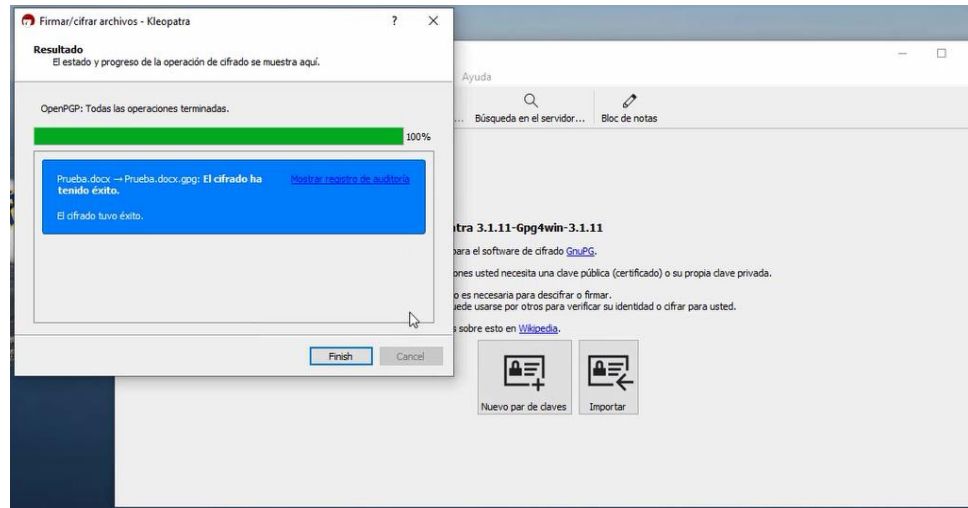 Firmar/cifrar archivos - Kleopatra
Resultado
El estado y progreso de la operación de cifrado se muestra aquí.
OpenPGP: Todas las operaciones terminadas.
100%
Prueba.docx → Prueba.docx.gpg: El cifrado ha
tenido éxito.
Mostrar registro de auditoría
El cifrado tuvo éxito.
Finish
Cancel
Ayuda
... Búsqueda en el servidor...
Bloc de notas
tra 3.1.11-Gpg4win-3.1.11
para el software de cifrado GnuPG.
ones usted necesita una clave pública (certificado) o su propia clave privada.
o es necesaria para descifrar o firmar.
uede usarse por otros para verificar su identidad o cifrar para usted.
s sobre esto en Wikipedia.
Nuevo par de claves
Importar